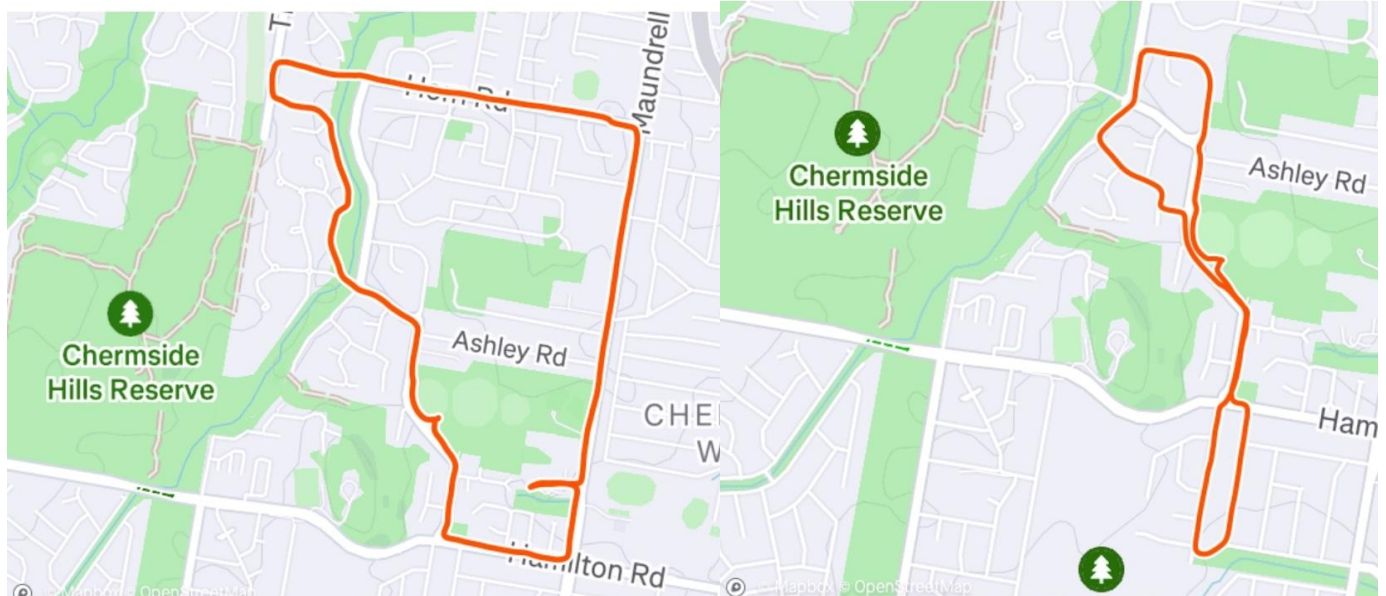 Maundrell
Horn Rd
Chermside
Hills Reserve
Ashley Rd
CHE
W
Hamilton Rd
© Mapbox © OpenStreetMap
Chermside
Hills Reserve
Ashley Rd
Ham
© Mapbox © OpenStreetMap